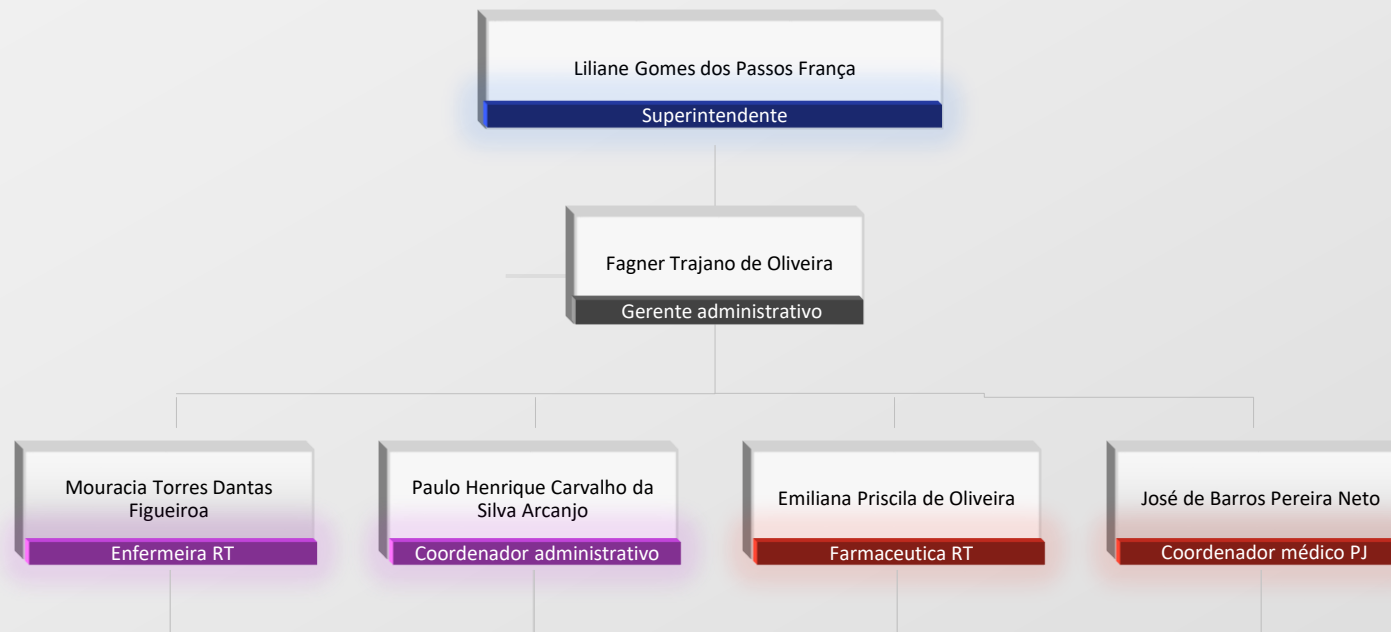 Liliane Gomes dos Passos França
Superintendente
Fagner Trajano de Oliveira
Gerente administrativo
Mouracia Torres Dantas
Figueiroa
Enfermeira RT
Paulo Henrique Carvalho da
Silva Arcanjo
Coordenador administrativo
Emiliana Priscila de Oliveira
Farmaceutica RT
José de Barros Pereira Neto
Coordenador médico PJ